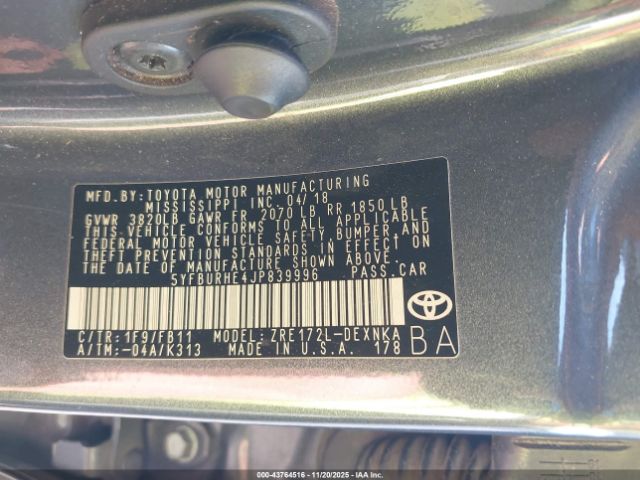 MFD.BY: TOYOTA MOTOR MANUFACTURING
MISSISSIPPI INC. 04/18
GVWR 3820LB GAWR FR 2070 LB RR 1850 LB
THIS VEHICLE CONFORMS TO ALL APPLICABLE
FEDERAL MOTOR VEHICLE SAFETY, BUMPER, AND
THEFT PREVENTION STANDARDS IN EFFECT ON
THE DATE OF MANUFACTURE SHOWN ABOVE.
5YFBURHE4JP839996 PASS.CAR
C/TR: 1F9/FB11 MODEL: ZRE172L-DEXNKA
A/TM: -04A/K313 MADE IN U.S.A. 178
BA
000-43764516 - 11/20/2025 - IAAI.COM